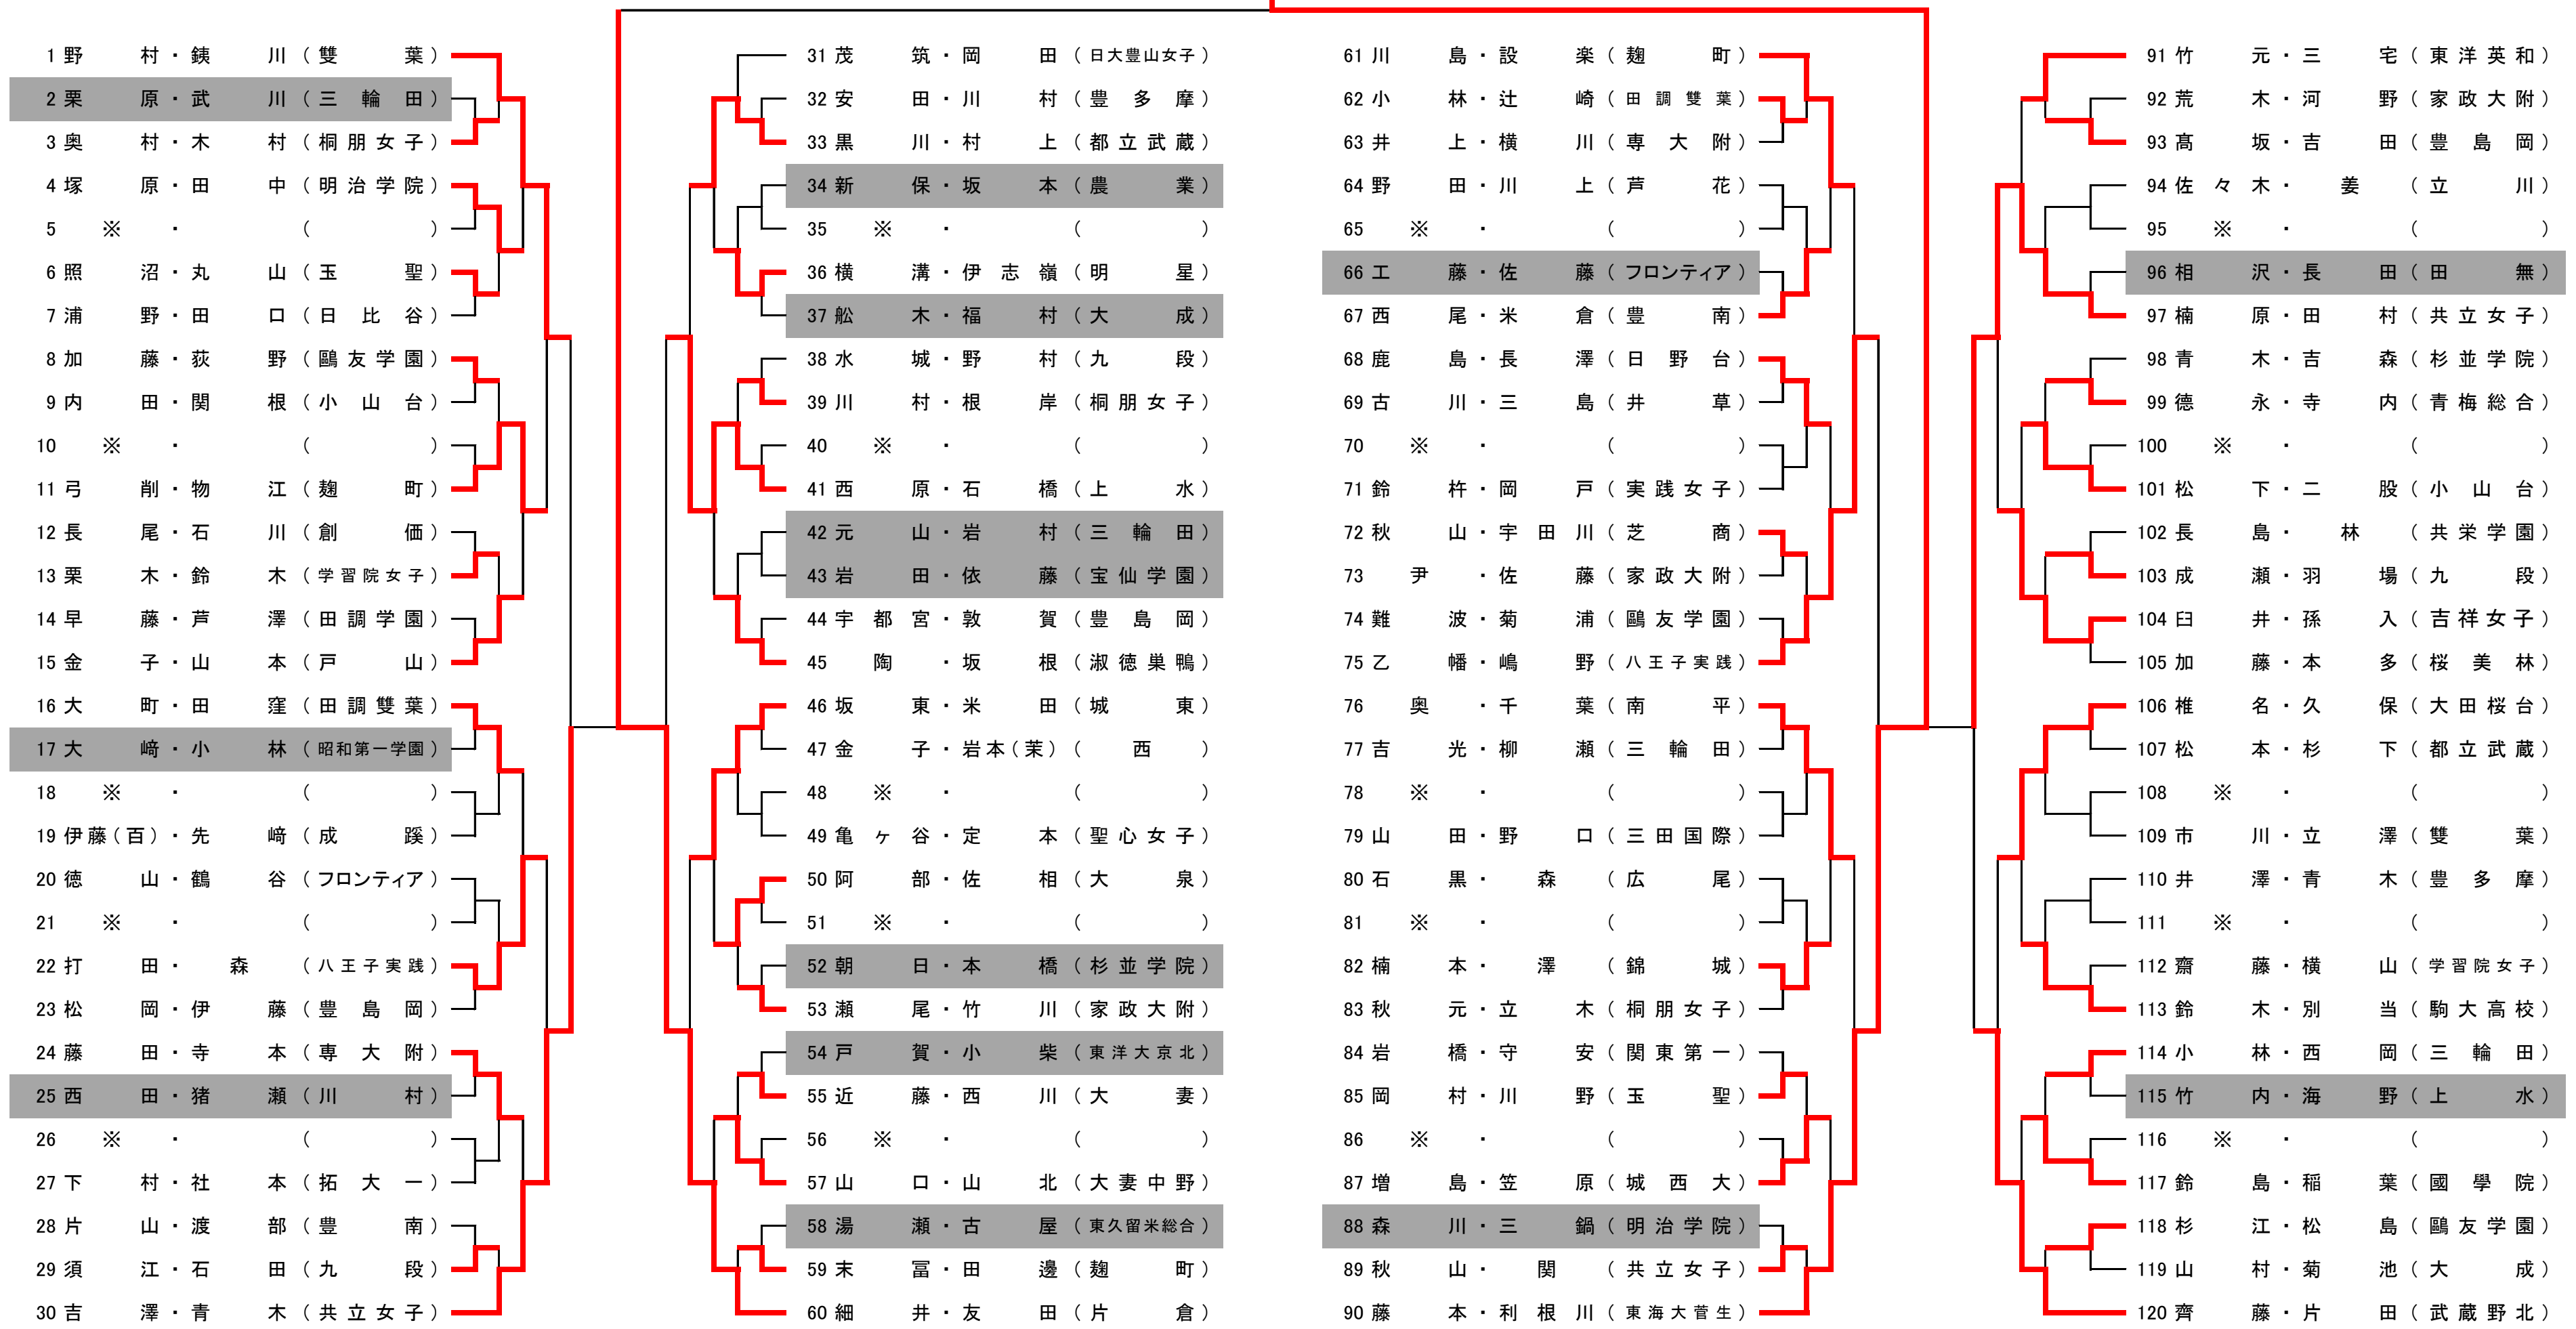 1 野村・銕川（雙葉）
2 栗原・武川（三輪田）
3 奥村・木村（桐朋女子）
4 塚原・田中（明治学院）
5 ※・（ ）
6 照沼・丸山（玉聖）
7 浦野・田口（日比谷）
8 加藤・荻野（鷗友学園）
9 内田・関根（小山台）
10 ※・（ ）
11 弓削・物江（麹町）
12 長尾・石川（創価）
13 栗木・鈴木（学習院女子）
14 早藤・芦澤（田調学園）
15 金子・山本（戸山）
16 大町・田窪（田調雙葉）
17 大﨑・小林（昭和第一学園）
18 ※・（ ）
19 伊藤(百)・先﨑（成蹊）
20 徳山・鶴谷（フロンティア）
21 ※・（ ）
22 打田・森（八王子実践）
23 松岡・伊藤（豊島岡）
24 藤田・寺本（専大附）
25 西田・猪瀬（川村）
26 ※・（ ）
27 下村・社本（拓大一）
28 片山・渡部（豊南）
29 須江・石田（九段）
30 吉澤・青木（共立女子）
31 茂筑・岡田（日大豊山女子）
32 安田・川村（豊多摩）
33 黒川・村上（都立武蔵）
34 新保・坂本（農業）
35 ※・（ ）
36 横溝・伊志嶺（明星）
37 舩木・福村（大成）
38 水城・野村（九段）
39 川村・根岸（桐朋女子）
40 ※・（ ）
41 西原・石橋（上水）
42 元山・岩村（三輪田）
43 岩田・依藤（宝仙学園）
44 宇都宮・敦賀（豊島岡）
45 陶・坂根（淑徳巣鴨）
46 坂東・米田（城東）
47 金子・岩本(茉)（西）
48 ※・（ ）
49 亀ヶ谷・定本（聖心女子）
50 阿部・佐相（大泉）
51 ※・（ ）
52 朝日・本橋（杉並学院）
53 瀬尾・竹川（家政大附）
54 戸賀・小柴（東洋大京北）
55 近藤・西川（大妻）
56 ※・（ ）
57 山口・山北（大妻中野）
58 湯瀬・古屋（東久留米総合）
59 末冨・田邊（麹町）
60 細井・友田（片倉）
61 川島・設楽（麹町）
62 小林・辻崎（田調雙葉）
63 井上・横川（専大附）
64 野田・川上（芦花）
65 ※・（ ）
66 工藤・佐藤（フロンティア）
67 西尾・米倉（豊南）
68 鹿島・長澤（日野台）
69 古川・三島（井草）
70 ※・（ ）
71 鈴杵・岡戸（実践女子）
72 秋山・宇田川（芝商）
73 尹・佐藤（家政大附）
74 難波・菊浦（鷗友学園）
75 乙幡・嶋野（八王子実践）
76 奥・千葉（南平）
77 吉光・柳瀬（三輪田）
78 ※・（ ）
79 山田・野口（三田国際）
80 石黒・森（広尾）
81 ※・（ ）
82 楠本・澤（錦城）
83 秋元・立木（桐朋女子）
84 岩橋・守安（関東第一）
85 岡村・川野（玉聖）
86 ※・（ ）
87 増島・笠原（城西大）
88 森川・三鍋（明治学院）
89 秋山・関（共立女子）
90 藤本・利根川（東海大菅生）
91 竹元・三宅（東洋英和）
92 荒木・河野（家政大附）
93 髙坂・吉田（豊島岡）
94 佐々木・姜（立川）
95 ※・（ ）
96 相沢・長田（田無）
97 楠原・田村（共立女子）
98 青木・吉森（杉並学院）
99 德永・寺内（青梅総合）
100 ※・（ ）
101 松下・二股（小山台）
102 長島・林（共栄学園）
103 成瀬・羽場（九段）
104 臼井・孫入（吉祥女子）
105 加藤・本多（桜美林）
106 椎名・久保（大田桜台）
107 松本・杉下（都立武蔵）
108 ※・（ ）
109 市川・立澤（雙葉）
110 井澤・青木（豊多摩）
111 ※・（ ）
112 齋藤・横山（学習院女子）
113 鈴木・別当（駒大高校）
114 小林・西岡（三輪田）
115 竹内・海野（上水）
116 ※・（ ）
117 鈴島・稲葉（國學院）
118 杉江・松島（鷗友学園）
119 山村・菊池（大成）
120 齊藤・片田（武蔵野北）